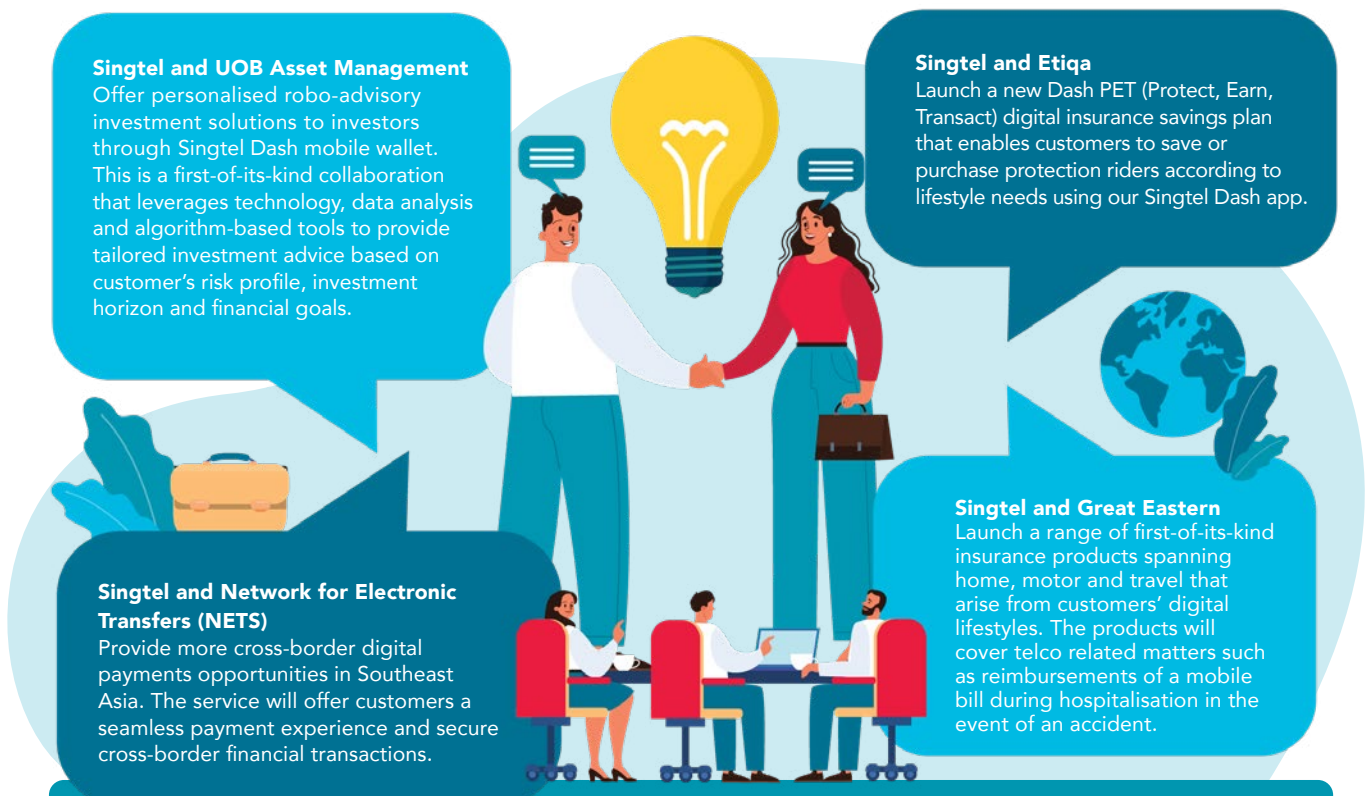 Singtel and UOB Asset Management
Offer personalised robo-advisory
investment solutions to investors
through Singtel Dash mobile wallet.
This is a first-of-its-kind collaboration
that leverages technology, data analysis
and algorithm-based tools to provide
tailored investment advice based on
customer's risk profile, investment
horizon and financial goals.
Singtel and Etiqa
Launch a new Dash PET (Protect, Earn,
Transact) digital insurance savings plan
that enables customers to save or
purchase protection riders according to
lifestyle needs using our Singtel Dash app.
Singtel and Network for Electronic
Transfers (NETS)
Provide more cross-border digital
payments opportunities in Southeast
Asia. The service will offer customers a
seamless payment experience and secure
cross-border financial transactions.
Singtel and Great Eastern
Launch a range of first-of-its-kind
insurance products spanning
home, motor and travel that
arise from customers' digital
lifestyles. The products will
cover telco related matters such
as reimbursements of a mobile
bill during hospitalisation in the
event of an accident.